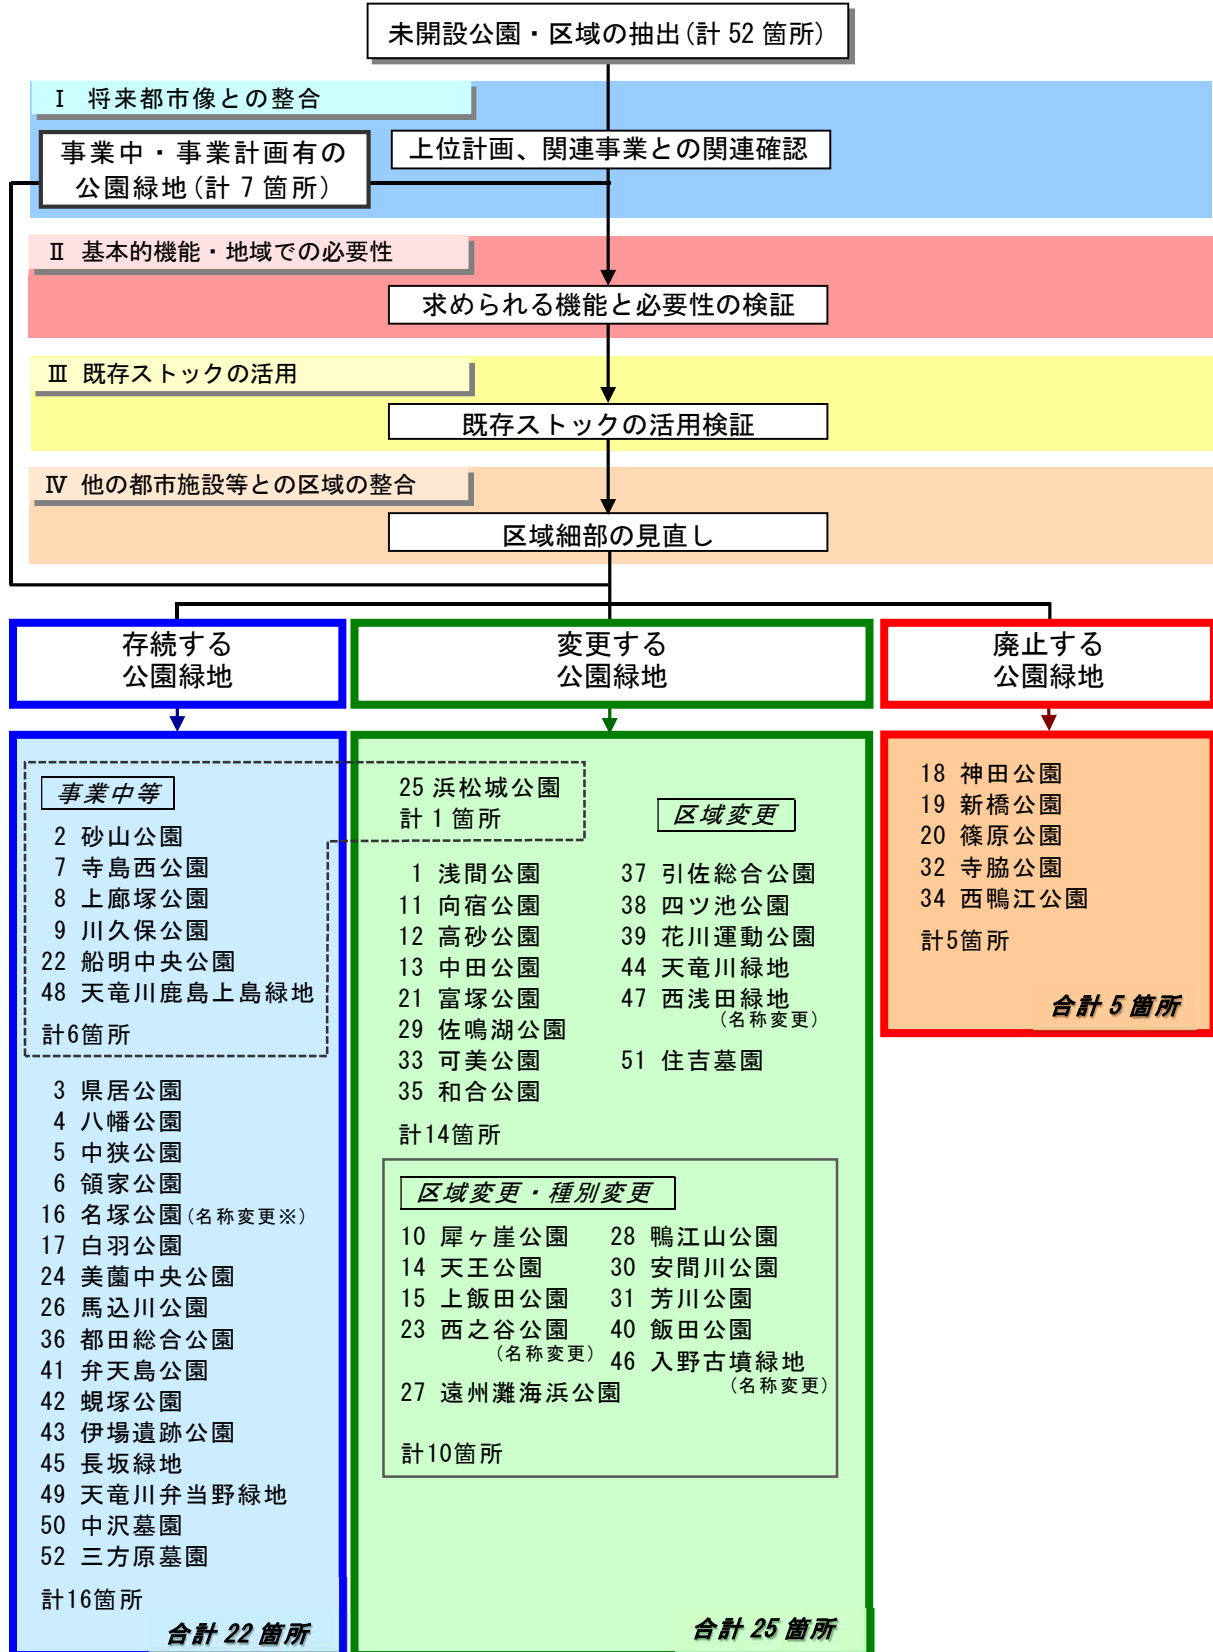 未開設公園・区域の抽出(計 52 箇所)
Ⅰ 将来都市像との整合
事業中・事業計画有の
公園緑地(計 7 箇所)
上位計画、関連事業との関連確認
Ⅱ 基本的機能・地域での必要性
求められる機能と必要性の検証
Ⅲ 既存ストックの活用
既存ストックの活用検証
Ⅳ 他の都市施設等との区域の整合
区域細部の見直し
存続する
公園緑地
事業中等
2 砂山公園
7 寺島西公園
8 上廊塚公園
9 川久保公園
22 船明中央公園
48 天竜川鹿島上島緑地
計6箇所
3 県居公園
4 八幡公園
5 中狭公園
6 領家公園
16 名塚公園(名称変更※)
17 白羽公園
24 美薗中央公園
26 馬込川公園
36 都田総合公園
41 弁天島公園
42 蜆塚公園
43 伊場遺跡公園
45 長坂緑地
49 天竜川弁当野緑地
50 中沢墓園
52 三方原墓園
計16箇所
合計 22 箇所
変更する
公園緑地
25 浜松城公園
計 1 箇所
区域変更
1 浅間公園
11 向宿公園
12 高砂公園
13 中田公園
21 富塚公園
29 佐鳴湖公園
33 可美公園
35 和合公園
37 引佐総合公園
38 四ツ池公園
39 花川運動公園
44 天竜川緑地
47 西浅田緑地
(名称変更)
51 住吉墓園
計14箇所
区域変更・種別変更
10 犀ヶ崖公園
14 天王公園
15 上飯田公園
23 西之谷公園
(名称変更)
27 遠州灘海浜公園
28 鴨江山公園
30 安間川公園
31 芳川公園
40 飯田公園
46 入野古墳緑地
(名称変更)
計10箇所
合計 25 箇所
廃止する
公園緑地
18 神田公園
19 新橋公園
20 篠原公園
32 寺脇公園
34 西鴨江公園
計5箇所
合計 5 箇所